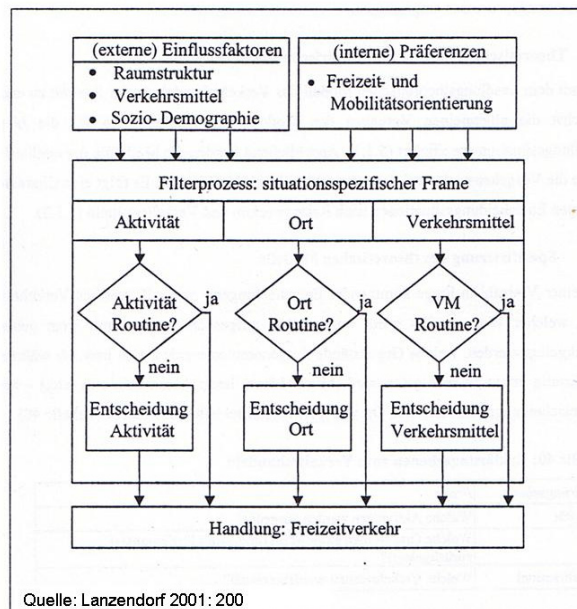 (externe) Einflussfaktoren
• Raumstruktur
• Verkehrsmittel
• Sozio- Demographie
(interne) Präferenzen
• Freizeit- und
Mobilitätsorientierung
Filterprozess: situationsspezifischer Frame
Aktivität
Ort
Verkehrsmittel
Aktivität
Routine?
ja
Ort
Routine?
ja
VM
Routine?
ja
nein
nein
nein
Entscheidung
Aktivität
Entscheidung
Ort
Entscheidung
Verkehrsmittel
Handlung: Freizeitverkehr
Quelle: Lanzendorf 2001: 200